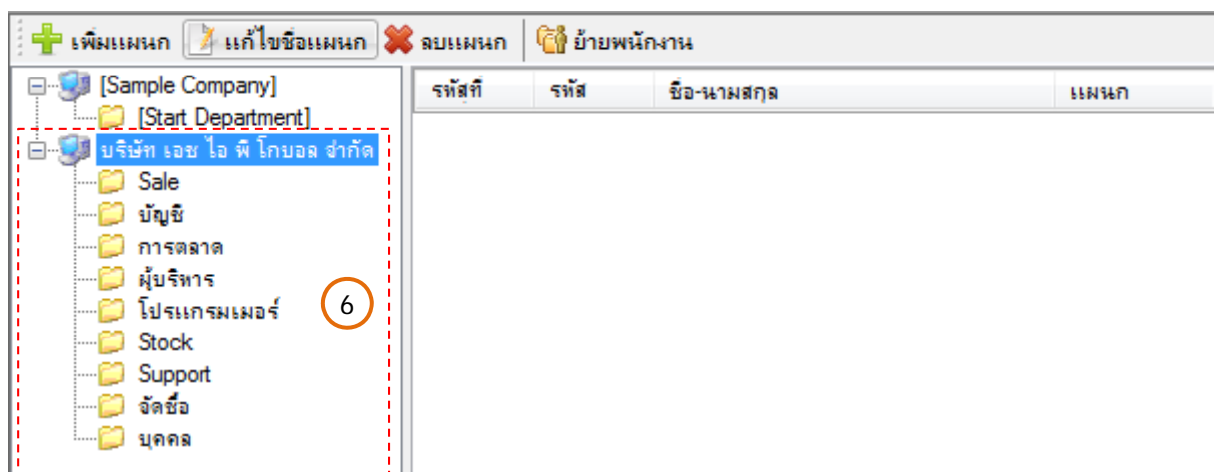 เพิ่มแผนก แก้ไขชื่อแผนก ลบแผนก ย้ายพนักงาน
รหัสที่ รหัส ชื่อ-นามสกุล แผนก
[Sample Company]
[Start Department]
บริษัท เอช ไอ พี โกบอล จำกัด
Sale
บัญชี
การตลาด
ผู้บริหาร
โปรแกรมเมอร์
6
Stock
Support
จัดซื้อ
บุคคล